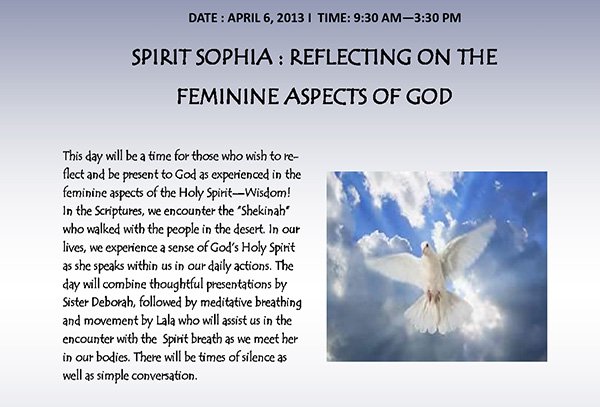 DATE : APRIL 6, 2013 I  TIME: 9:30 AM—3:30 PM
SPIRIT SOPHIA : REFLECTING ON THE
FEMININE ASPECTS OF GOD
This day will be a time for those who wish to re-
flect and be present to God as experienced in the
feminine aspects of the Holy Spirit—Wisdom!
In the Scriptures, we encounter the "Shekinah"
who walked with the people in the desert. In our
lives, we experience a sense of God's Holy Spirit
as she speaks within us in our daily actions. The
day will combine thoughtful presentations by
Sister Deborah, followed by meditative breathing
and movement by Lala who will assist us in the
encounter with the  Spirit breath as we meet her
in our bodies. There will be times of silence as
well as simple conversation.